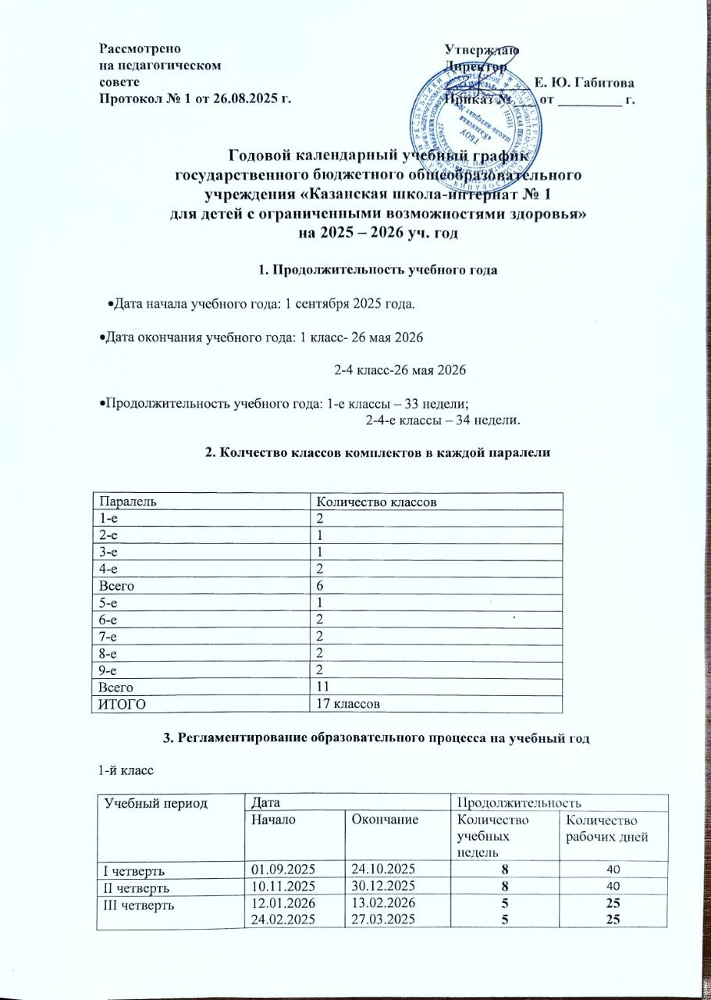 Рассмотрено
на педагогическом
совете
Протокол № 1 от 26.08.2025 г.
Утверждаю
Директор
Е. Ю. Габитова
Приказ № от __________ г.
Годовой календарный учебный график
государственного бюджетного общеобразовательного
учреждения «Казанская школа-интернат № 1
для детей с ограниченными возможностями здоровья»
на 2025 – 2026 уч. год
1. Продолжительность учебного года
•Дата начала учебного года: 1 сентября 2025 года.
•Дата окончания учебного года: 1 класс- 26 мая 2026
2-4 класс-26 мая 2026
•Продолжительность учебного года: 1-е классы – 33 недели;
2-4-е классы – 34 недели.
2. Колчество классов комплектов в каждой паралели
Паралель Количество классов
1-е 2
2-е 1
3-е 1
4-е 2
Всего 6
5-е 1
6-е 2
7-е 2
8-е 2
9-е 2
Всего 11
ИТОГО 17 классов
3. Регламентирование образовательного процесса на учебный год
1-й класс
Учебный период Дата Продолжительность
Начало Окончание Количество учебных недель Количество рабочих дней
I четверть 01.09.2025 24.10.2025 8 40
II четверть 10.11.2025 30.12.2025 8 40
III четверть 12.01.2026 13.02.2026 5 25
24.02.2025 27.03.2025 5 25